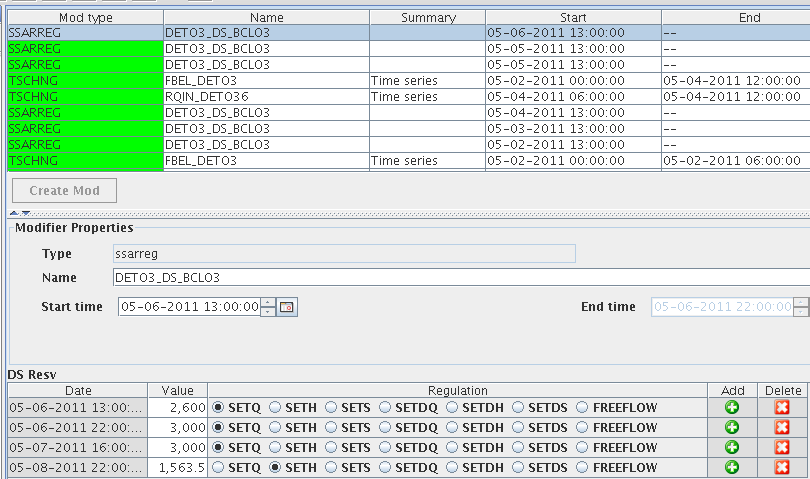 Mod type Name Summary Start End
SSARREG DETO3_DS_BCLO3 05-06-2011 13:00:00 --
SSARREG DETO3_DS_BCLO3 05-05-2011 13:00:00 --
SSARREG DETO3_DS_BCLO3 05-05-2011 13:00:00 --
TSCHNG FBEL_DETO3 Time series 05-02-2011 00:00:00 05-04-2011 12:00:00
TSCHNG RQIN_DETO36 Time series 05-04-2011 06:00:00 05-04-2011 12:00:00
SSARREG DETO3_DS_BCLO3 05-04-2011 13:00:00 --
SSARREG DETO3_DS_BCLO3 05-03-2011 13:00:00 --
SSARREG DETO3_DS_BCLO3 05-02-2011 13:00:00 --
TSCHNG FBEL_DETO3 Time series 05-02-2011 00:00:00 05-02-2011 06:00:00
Create Mod
Modifier Properties
Type ssarreg
Name DETO3_DS_BCLO3
Start time 05-06-2011 13:00:00 End time 05-06-2011 22:00:00
DS Resv
Date Value Regulation Add Delete
05-06-2011 13:00:... 2,600 SETQ SETH SETS SETDQ SETDH SETDS FREEFLOW
05-06-2011 22:00:... 3,000 SETQ SETH SETS SETDQ SETDH SETDS FREEFLOW
05-07-2011 16:00:... 3,000 SETQ SETH SETS SETDQ SETDH SETDS FREEFLOW
05-08-2011 22:00:... 1,563.5 SETQ SETH SETS SETDQ SETDH SETDS FREEFLOW